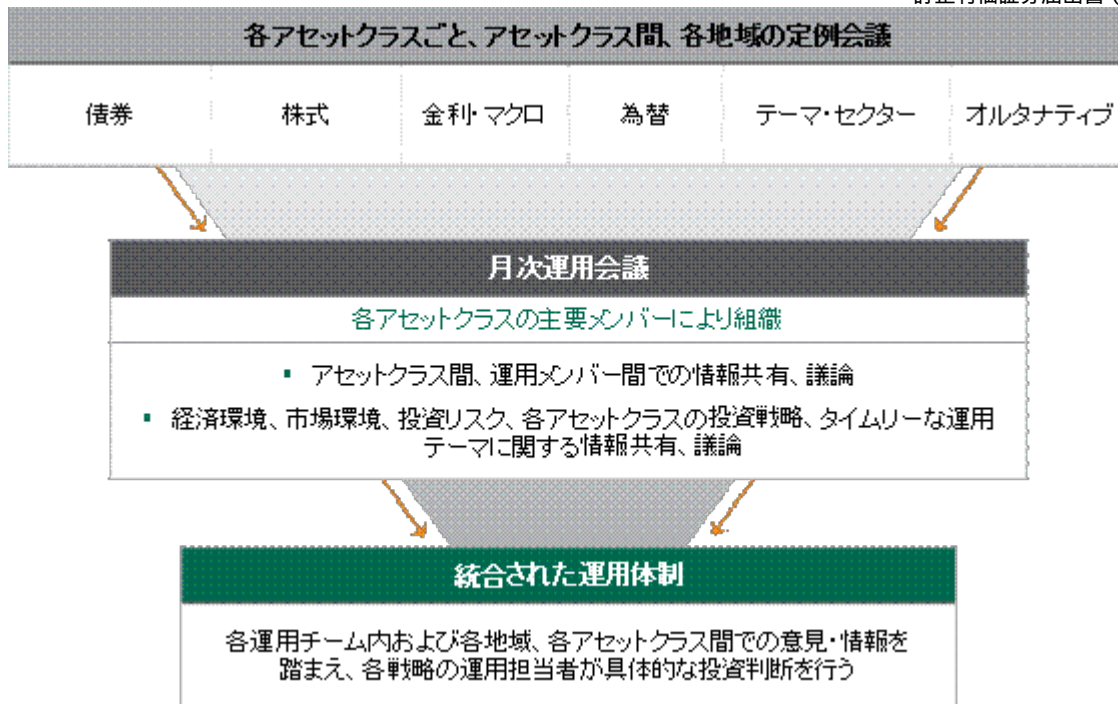 各アセットクラスごと、アセットクラス間、各地域の定例会議
債券 株式 金利・マクロ 為替 テーマ・セクター オルタナティブ
月次運用会議
各アセットクラスの主要メンバーにより組織
▪ アセットクラス間、運用メンバー間での情報共有、議論
▪ 経済環境、市場環境、投資リスク、各アセットクラスの投資戦略、タイムリーな運用
テーマに関する情報共有、議論
統合された運用体制
各運用チーム内および各地域、各アセットクラス間での意見・情報を
踏まえ、各戦略の運用担当者が具体的な投資判断を行う